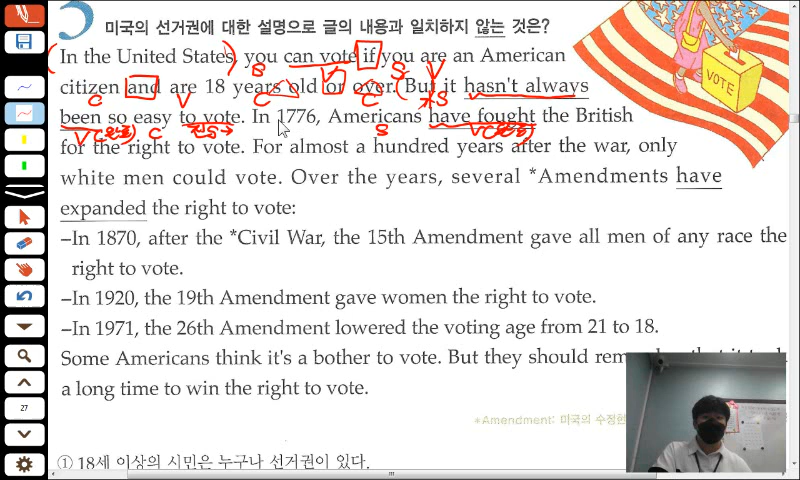 5 미국의 선거권에 대한 설명으로 글의 내용과 일치하지 않는 것은?
In the United States, you can vote if you are an American
citizen and are 18 years old or over. But it hasn't always
been so easy to vote. In 1776, Americans have fought the British
for the right to vote. For almost a hundred years after the war, only
white men could vote. Over the years, several *Amendments have
expanded the right to vote:
–In 1870, after the *Civil War, the 15th Amendment gave all men of any race the
right to vote.
–In 1920, the 19th Amendment gave women the right to vote.
–In 1971, the 26th Amendment lowered the voting age from 21 to 18.
Some Americans think it's a bother to vote. But they should
a long time to win the right to vote.
*Amendment: 미국의
① 18세 이상의 시민은 누구나 선거권이 있다.
VOTE
27